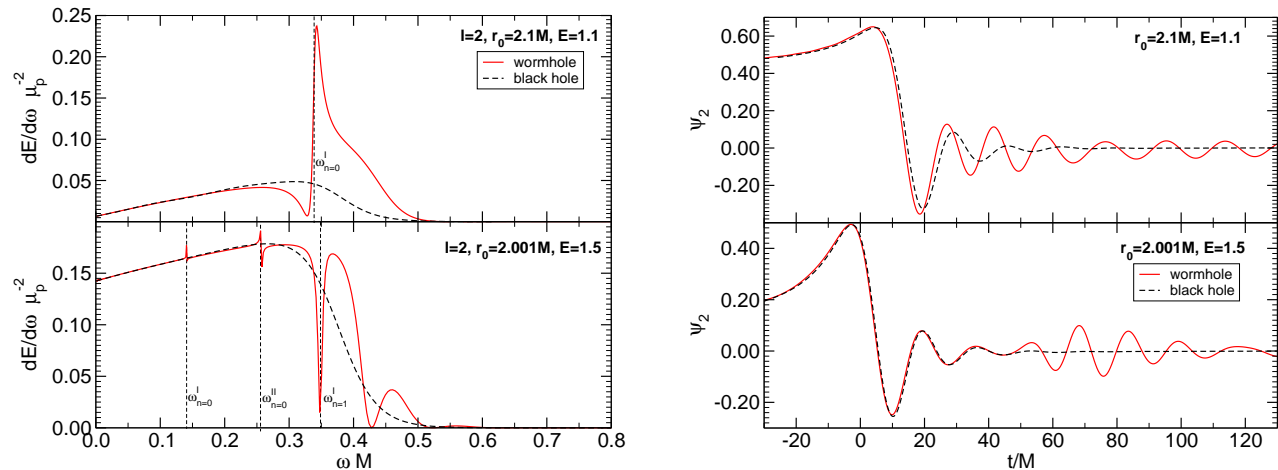 0.25
0.20
0.15
0.10
0.05
dE/dω μp^-2
l=2, r0=2.1M, E=1.1
wormhole
black hole
ω^I n=0
0.15
0.10
0.05
0.00
dE/dω μp^-2
l=2, r0=2.001M, E=1.5
ω^I n=0
ω^II n=0
ω^I n=1
0.0 0.1 0.2 0.3 0.4 0.5 0.6 0.7 0.8
ω M
0.60
0.40
0.20
0.00
-0.20
ψ2
r0=2.1M, E=1.1
0.40
0.20
0.00
-0.20
ψ2
r0=2.001M, E=1.5
wormhole
black hole
-20 0 20 40 60 80 100 120
t/M